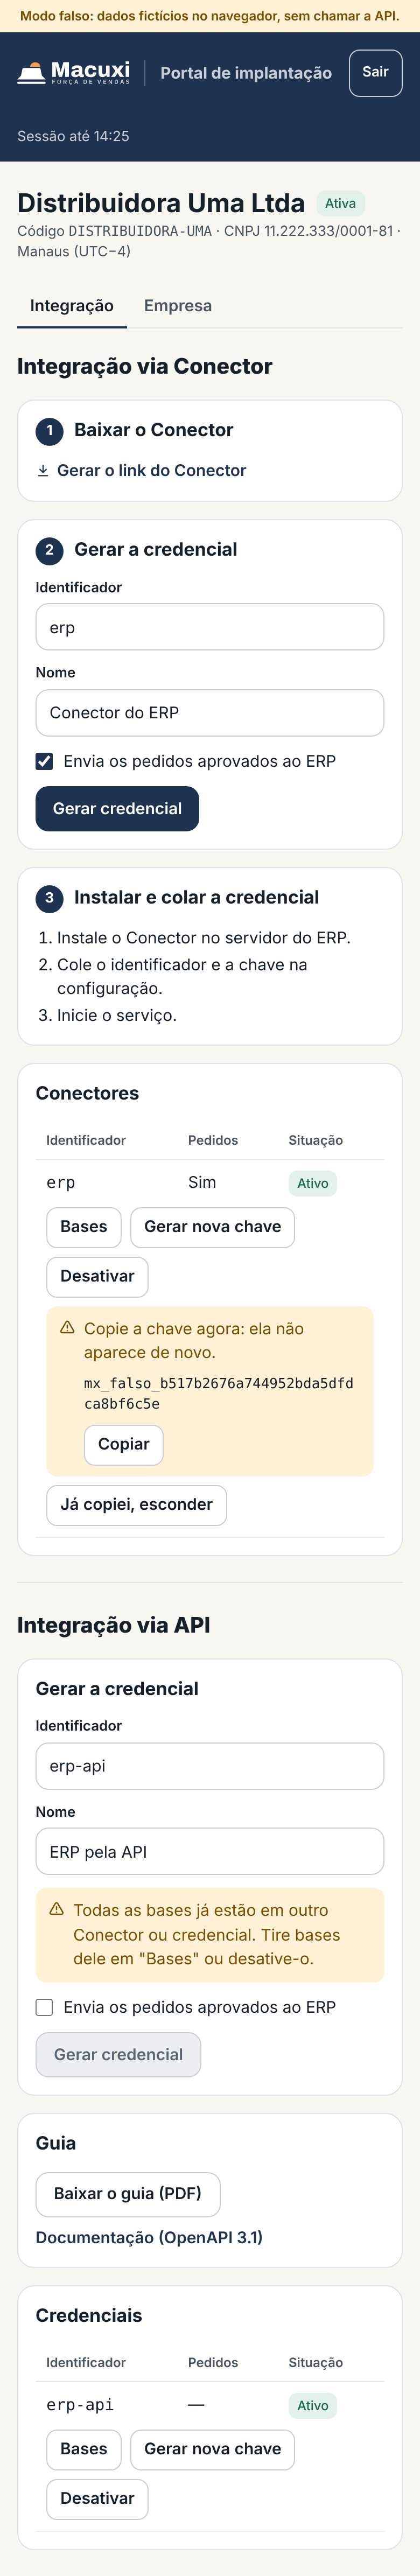 Modo falso: dados fictícios no navegador, sem chamar a API.
Macuxi
FORÇA DE VENDAS
Portal de implantação
Sair
Sessão até 14:25
Distribuidora Uma Ltda
Ativa
Código DISTRIBUIDORA-UMA · CNPJ 11.222.333/0001-81 ·
Manaus (UTC−4)
Integração
Empresa
Integração via Conector
1 Baixar o Conector
Gerar o link do Conector
2 Gerar a credencial
Identificador
erp
Nome
Conector do ERP
Envia os pedidos aprovados ao ERP
Gerar credencial
3 Instalar e colar a credencial
1. Instale o Conector no servidor do ERP.
2. Cole o identificador e a chave na
configuração.
3. Inicie o serviço.
Conectores
Identificador Pedidos Situação
erp Sim Ativo
Bases Gerar nova chave
Desativar
Copie a chave agora: ela não
aparece de novo.
mx_falso_b517b2676a744952bda5dfd
ca8bf6c5e
Copiar
Já copiei, esconder
Integração via API
Gerar a credencial
Identificador
erp-api
Nome
ERP pela API
Todas as bases já estão em outro
Conector ou credencial. Tire bases
dele em "Bases" ou desative-o.
Envia os pedidos aprovados ao ERP
Gerar credencial
Guia
Baixar o guia (PDF)
Documentação (OpenAPI 3.1)
Credenciais
Identificador Pedidos Situação
erp-api — Ativo
Bases Gerar nova chave
Desativar